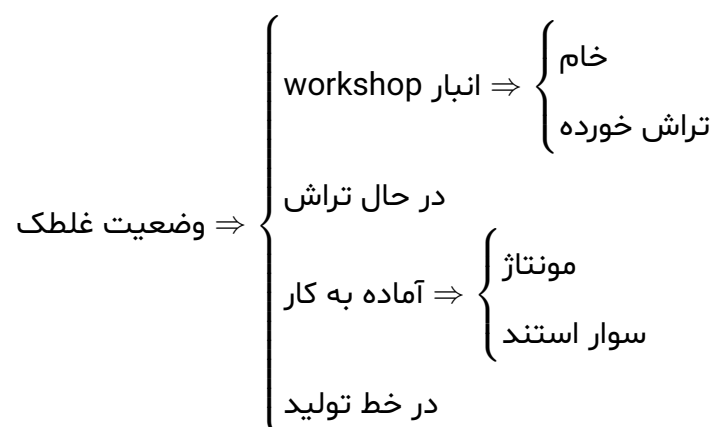 وضعیت غلطک ⇒
انبار workshop ⇒
خام
تراش خورده
در حال تراش
آماده به کار ⇒
مونتاژ
سوار استند
در خط تولید